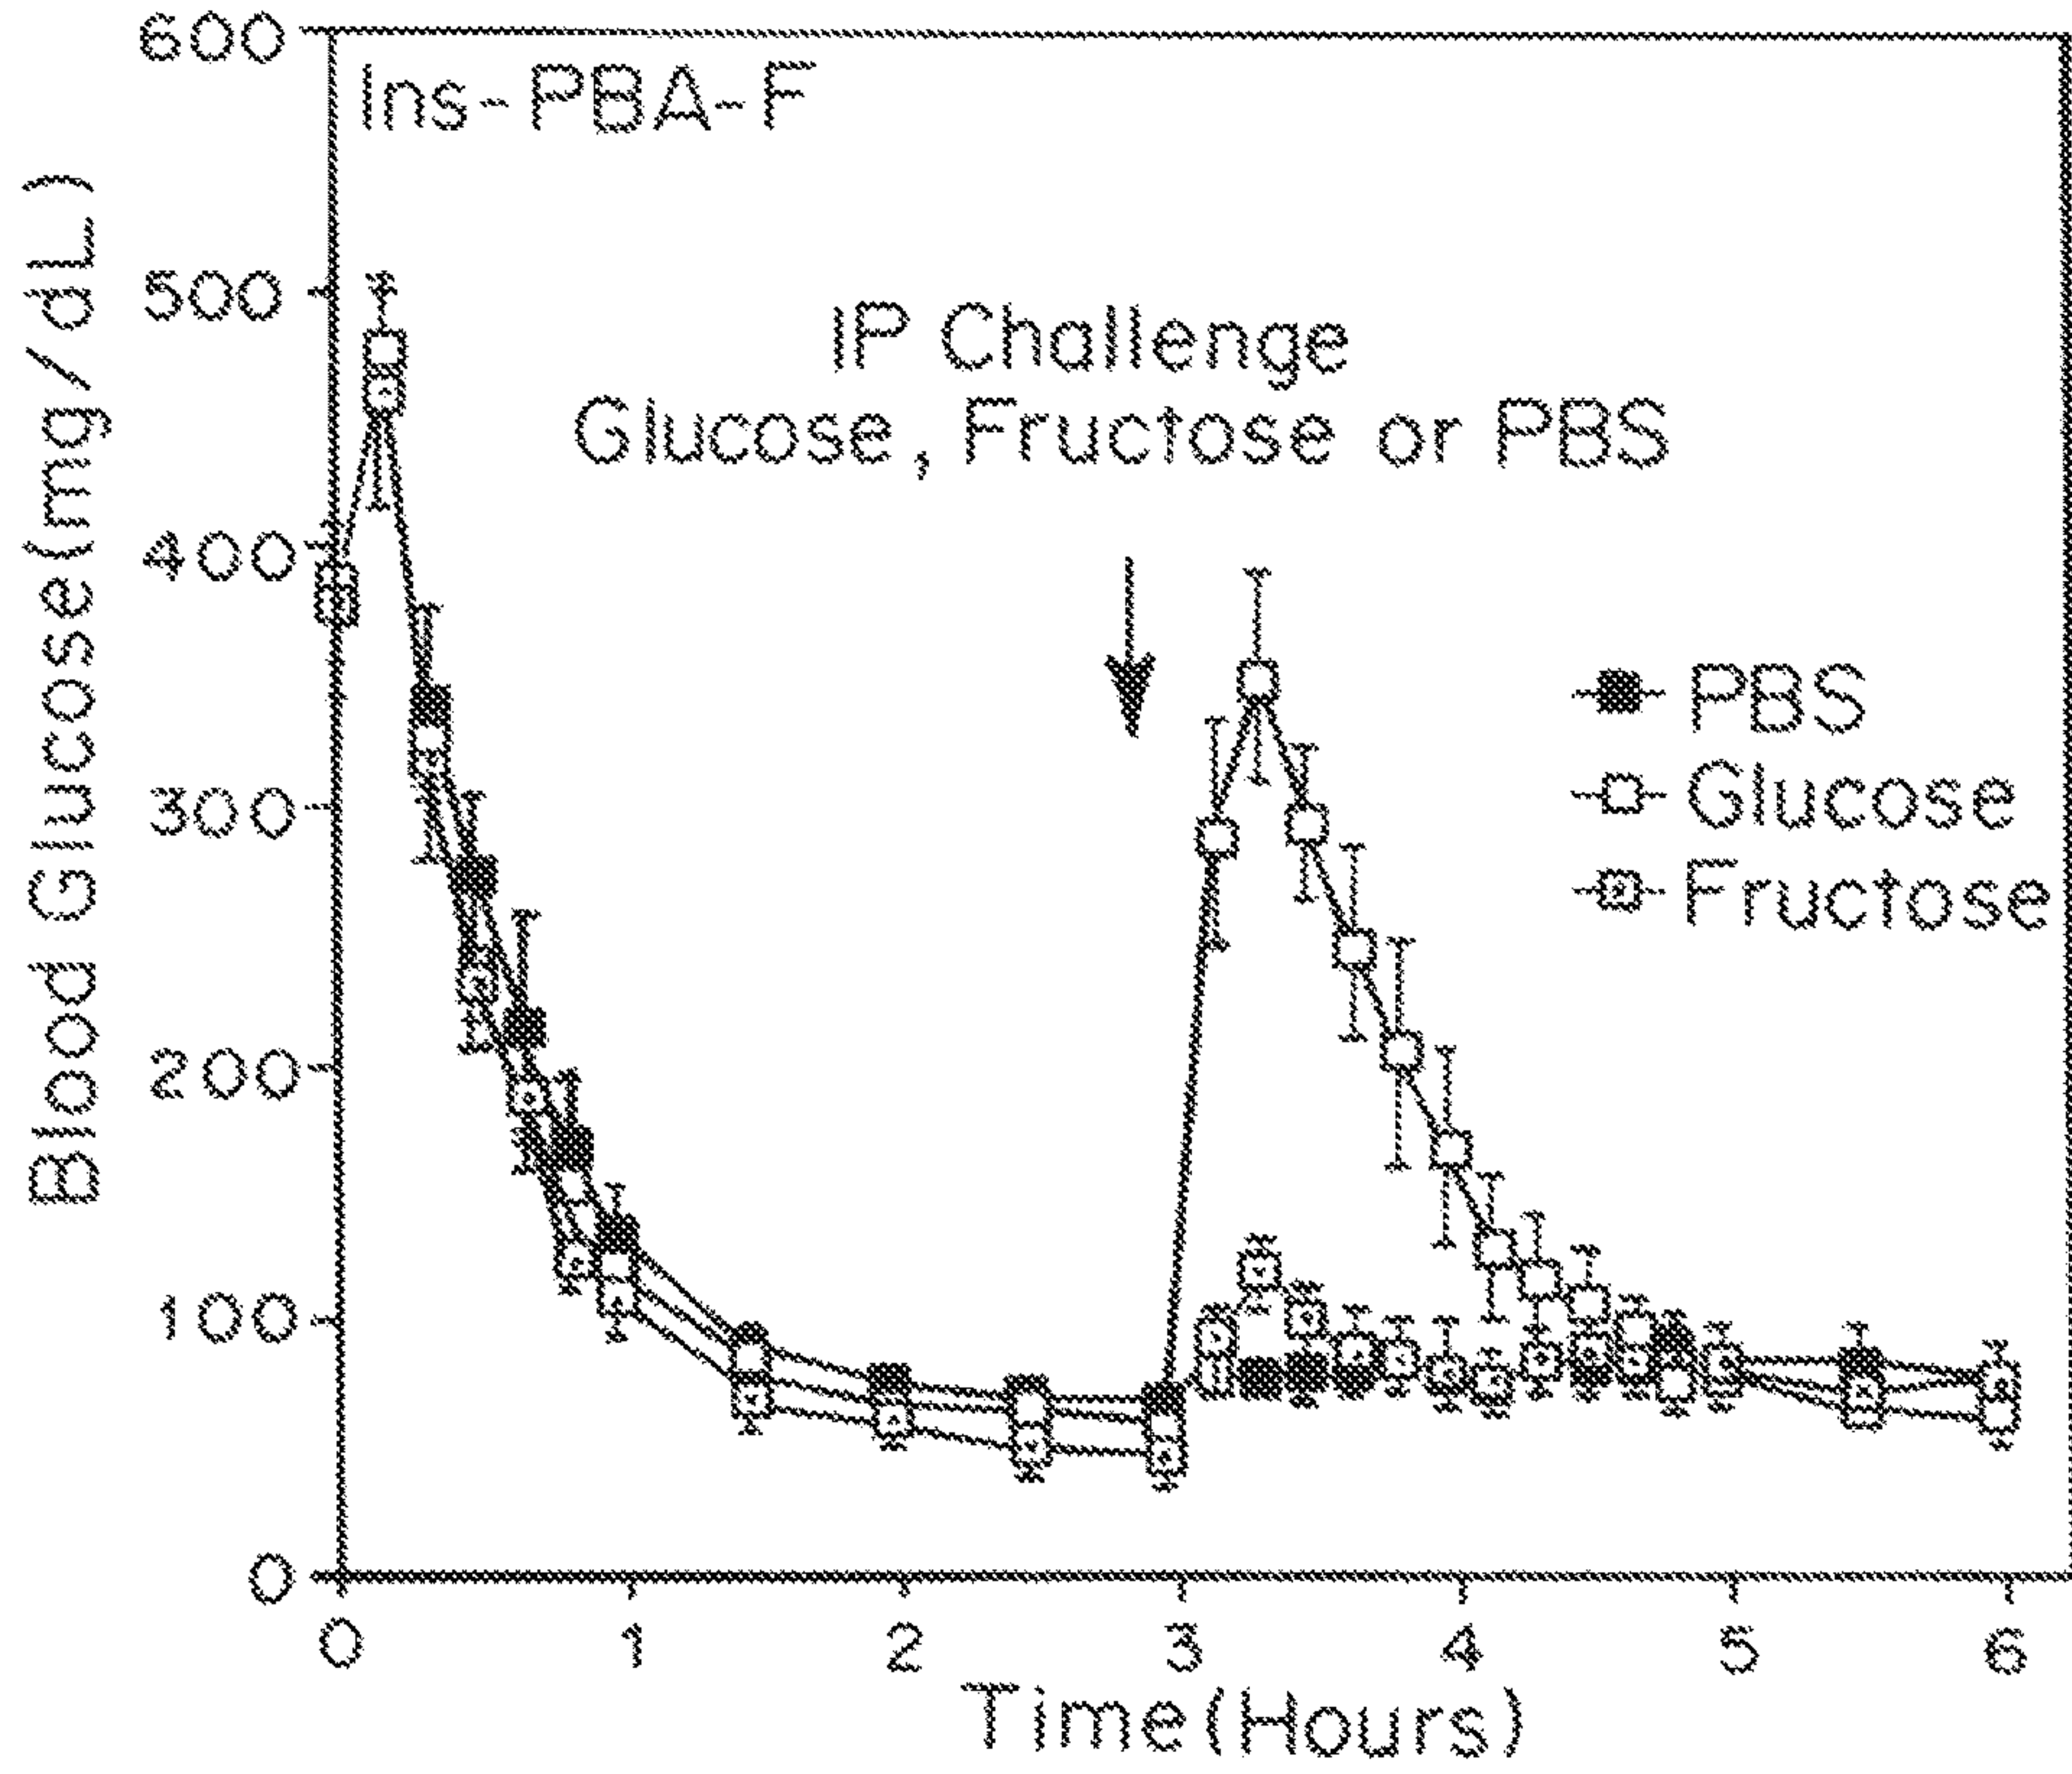 600
Ins-PBA-F
500
IP Challenge
Glucose, Fructose or PBS
400
PBS
Glucose
Fructose
300
200
100
0
0 1 2 3 4 5 6
Time(Hours)
Blood Glucose(mg/dL)